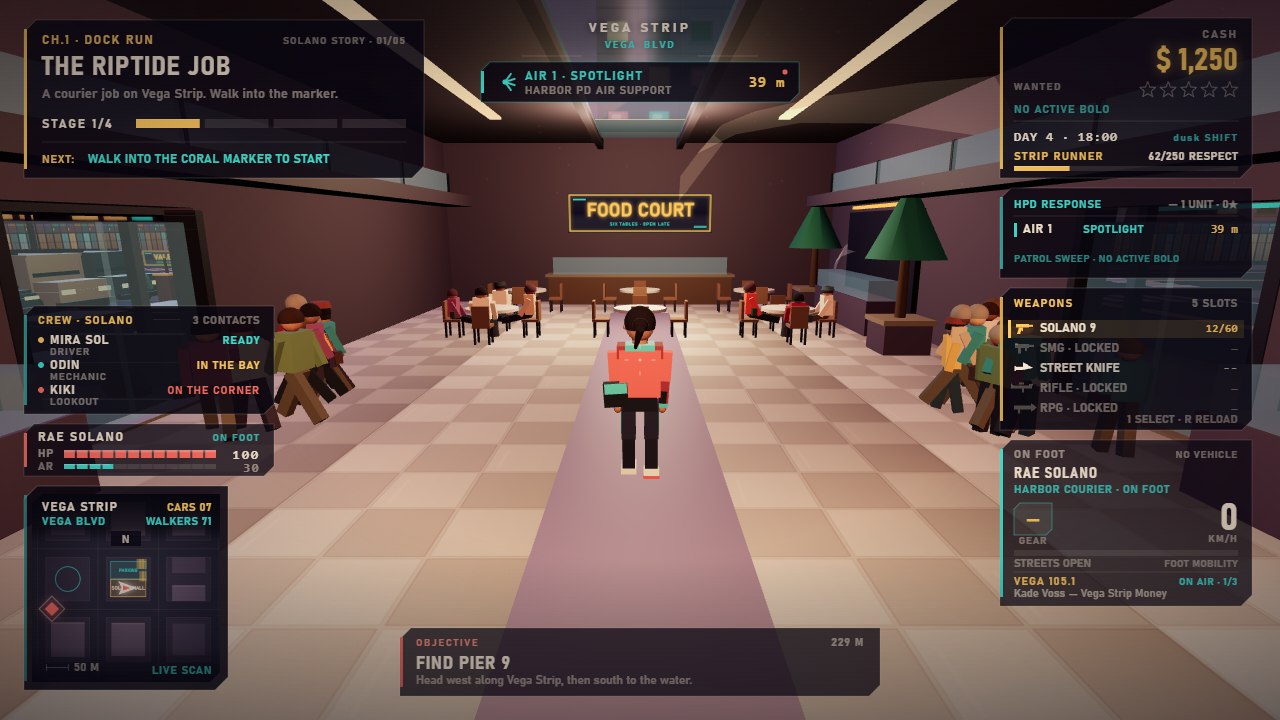 CH.1 · DOCK RUN
SOLANO STORY · 01/05
THE RIPTIDE JOB
A courier job on Vega Strip. Walk into the marker.
STAGE 1/4
NEXT: WALK INTO THE CORAL MARKER TO START
VEGA STRIP
VEGA BLVD
AIR 1 · SPOTLIGHT
HARBOR PD AIR SUPPORT
39 m
CASH
$ 1,250
WANTED
NO ACTIVE BOLO
DAY 4 · 18:00
dusk SHIFT
STRIP RUNNER
62/250 RESPECT
HPD RESPONSE
— 1 UNIT · 0★
AIR 1 SPOTLIGHT 39 m
PATROL SWEEP · NO ACTIVE BOLO
WEAPONS
5 SLOTS
SOLANO 9 12/60
SMG · LOCKED —
STREET KNIFE --
RIFLE · LOCKED —
RPG · LOCKED —
1 SELECT · R RELOAD
ON FOOT
NO VEHICLE
RAE SOLANO
HARBOR COURIER · ON FOOT
—
GEAR
0
KM/H
STREETS OPEN
FOOT MOBILITY
VEGA 105.1
ON AIR · 1/3
Kade Voss — Vega Strip Money
FOOD COURT
SIX TABLES · OPEN LATE
CREW · SOLANO
3 CONTACTS
MIRA SOL READY
DRIVER
ODIN IN THE BAY
MECHANIC
KIKI ON THE CORNER
LOOKOUT
RAE SOLANO
ON FOOT
HP 100
AR 30
VEGA STRIP
CARS 07
VEGA BLVD
WALKERS 71
N
PARKING
50 M
LIVE SCAN
OBJECTIVE
229 M
FIND PIER 9
Head west along Vega Strip, then south to the water.